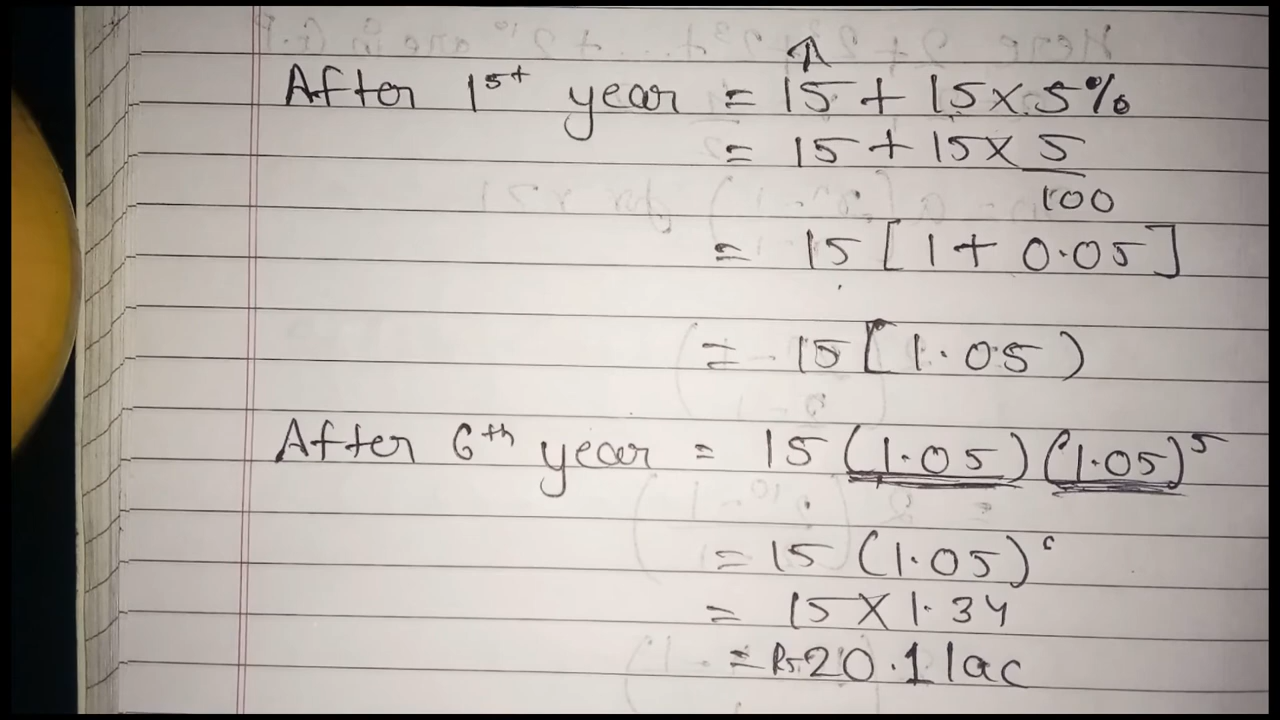 After 1st year = 15 + 15 x 5%
= 15 + 15 x 5/100
= 15 [ 1 + 0.05 ]
= 15 [ 1.05 )
After 6th year = 15 (1.05) (1.05)^5
= 15 (1.05)^6
= 15 x 1.34
= Rs 20.1 lac